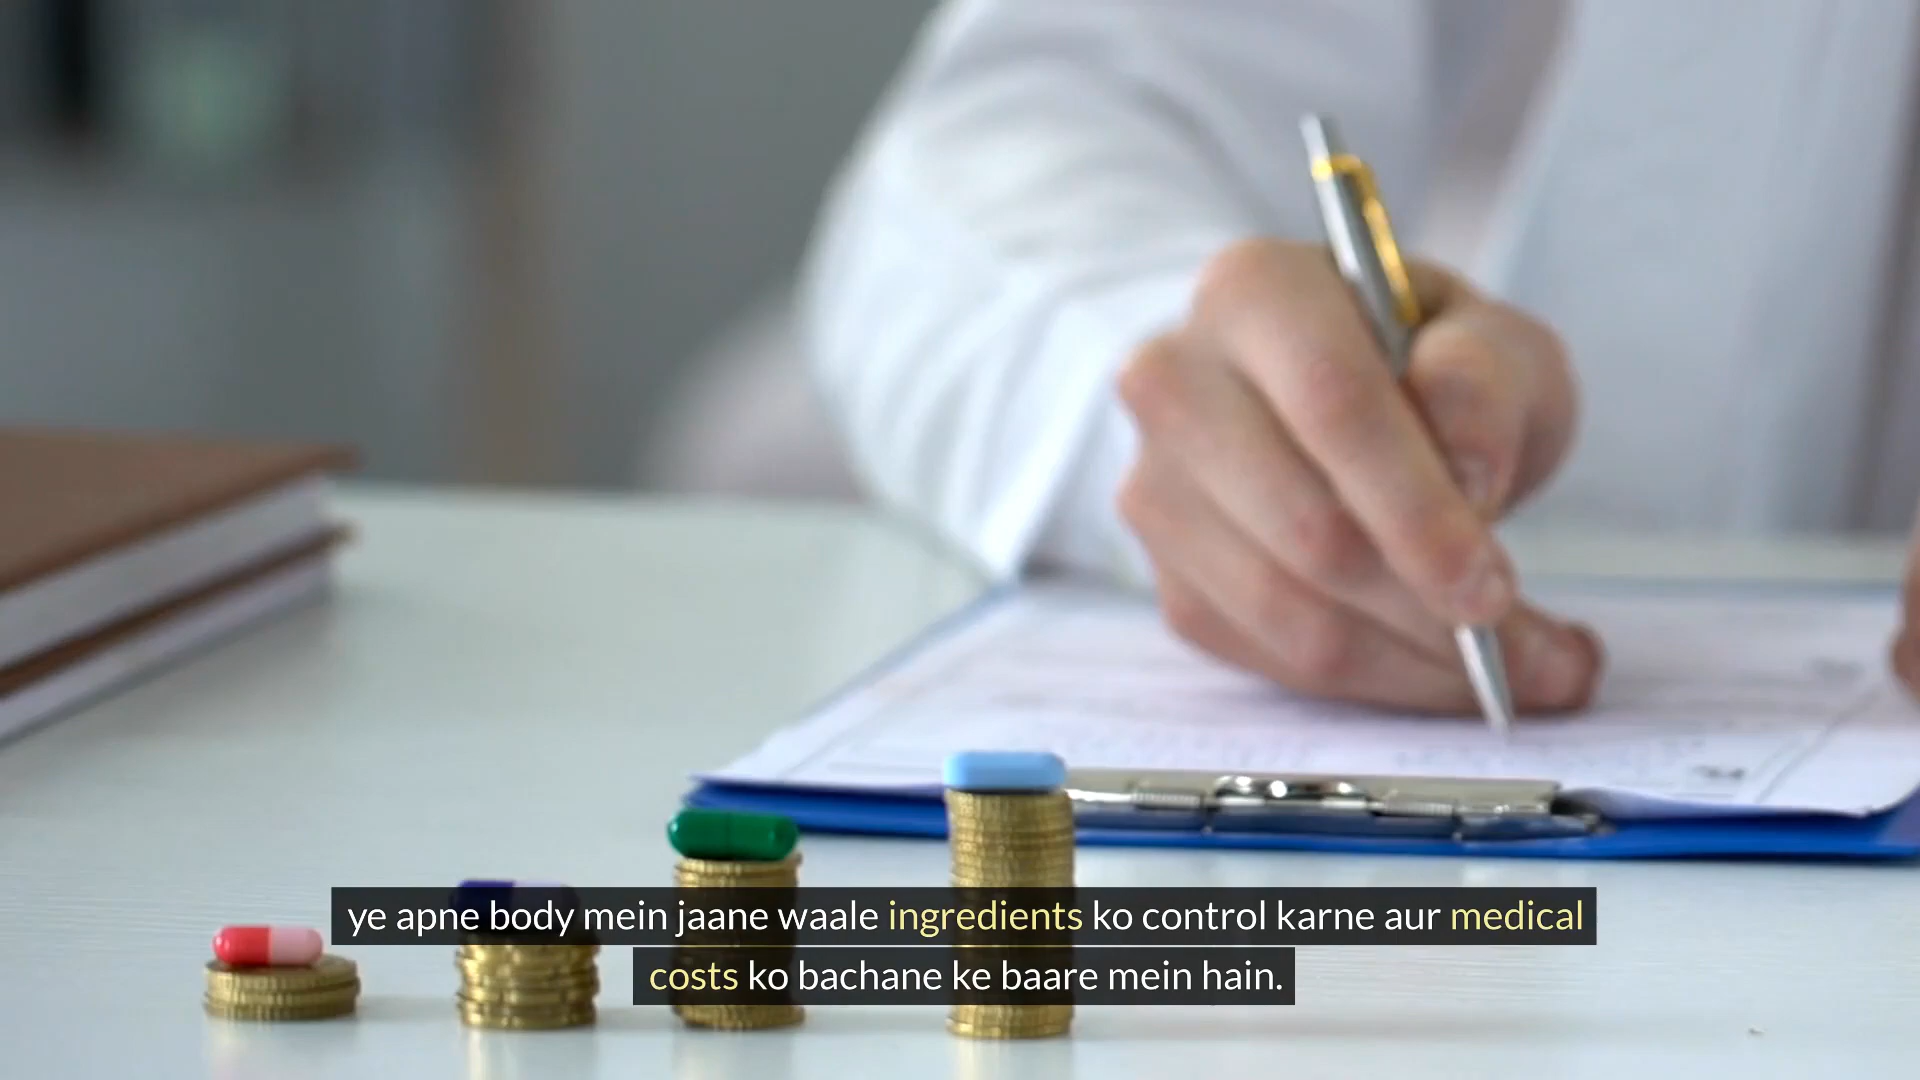 ye apne body mein jaane waale ingredients ko control karne aur medical
costs ko bachane ke baare mein hain.